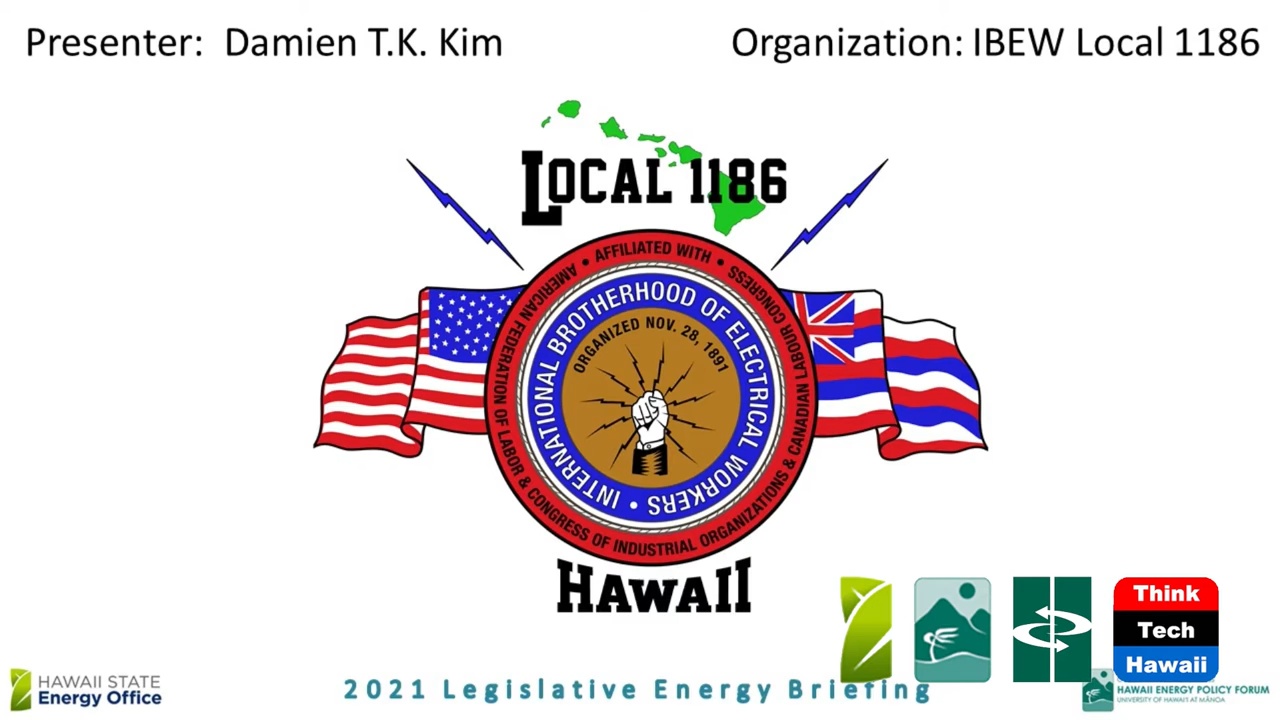 Presenter: Damien T.K. Kim
Organization: IBEW Local 1186
LOCAL 1186
AMERICAN FEDERATION OF LABOR & CONGRESS OF INDUSTRIAL ORGANIZATIONS & CANADIAN LABOUR CONGRESS • AFFILIATED WITH •
INTERNATIONAL BROTHERHOOD OF ELECTRICAL WORKERS •
ORGANIZED NOV. 28, 1891
HAWAII
Think
Tech
Hawaii
HAWAII STATE
Energy Office
2021 Legislative Energy Briefing
HAWAII ENERGY POLICY FORUM
UNIVERSITY OF HAWAI'I AT MĀNOA